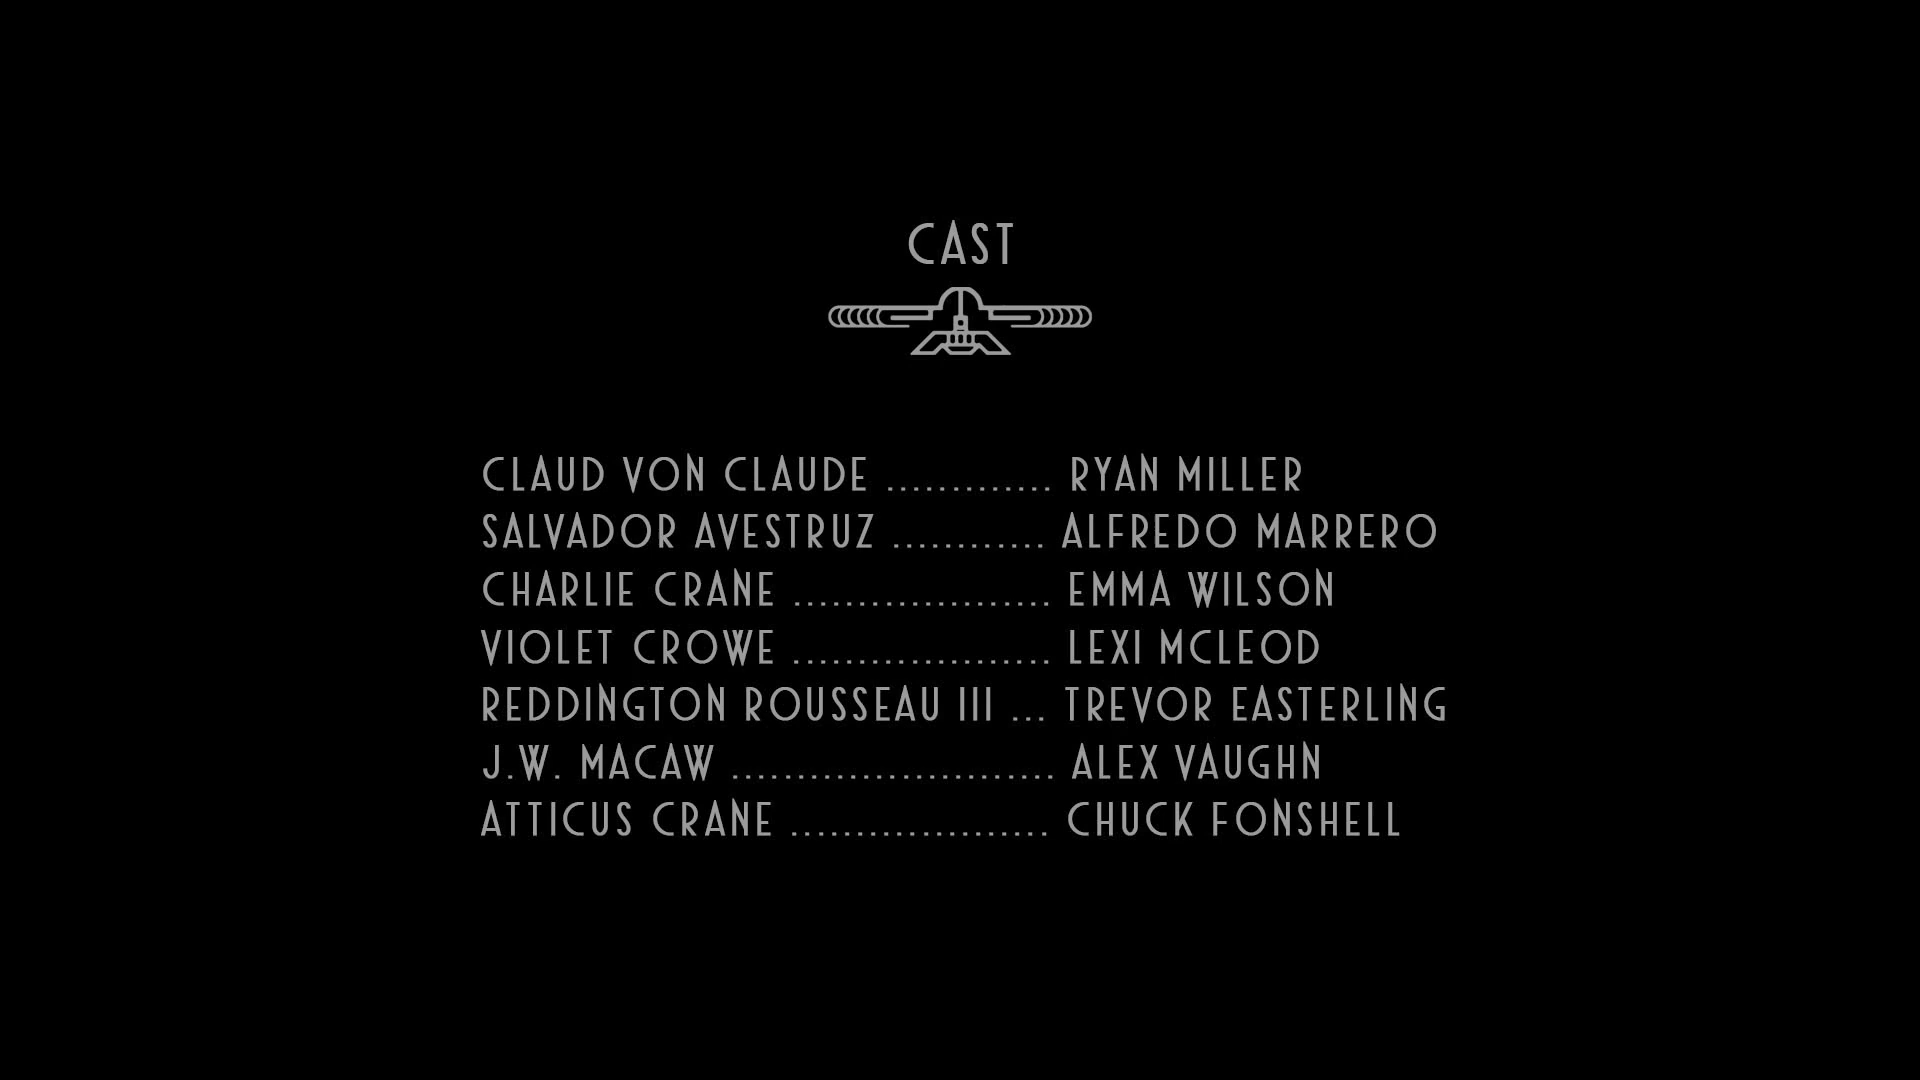 CAST
CLAUD VON CLAUDE ............. RYAN MILLER
SALVADOR AVESTRUZ ............ ALFREDO MARRERO
CHARLIE CRANE .................... EMMA WILSON
VIOLET CROWE .................... LEXI MCLEOD
REDDINGTON ROUSSEAU III ... TREVOR EASTERLING
J.W. MACAW ......................... ALEX VAUGHN
ATTICUS CRANE .................... CHUCK FONSHELL